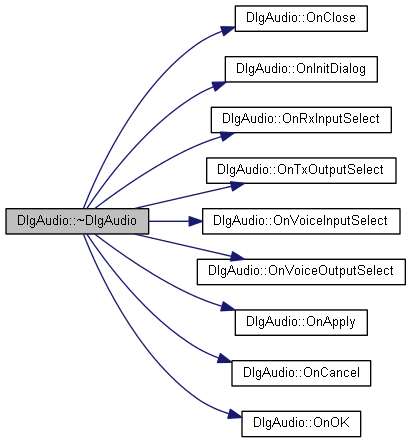 DlgAudio::OnClose
DlgAudio::OnInitDialog
DlgAudio::OnRxInputSelect
DlgAudio::OnTxOutputSelect
DlgAudio::~DlgAudio
DlgAudio::OnVoiceInputSelect
DlgAudio::OnVoiceOutputSelect
DlgAudio::OnApply
DlgAudio::OnCancel
DlgAudio::OnOK